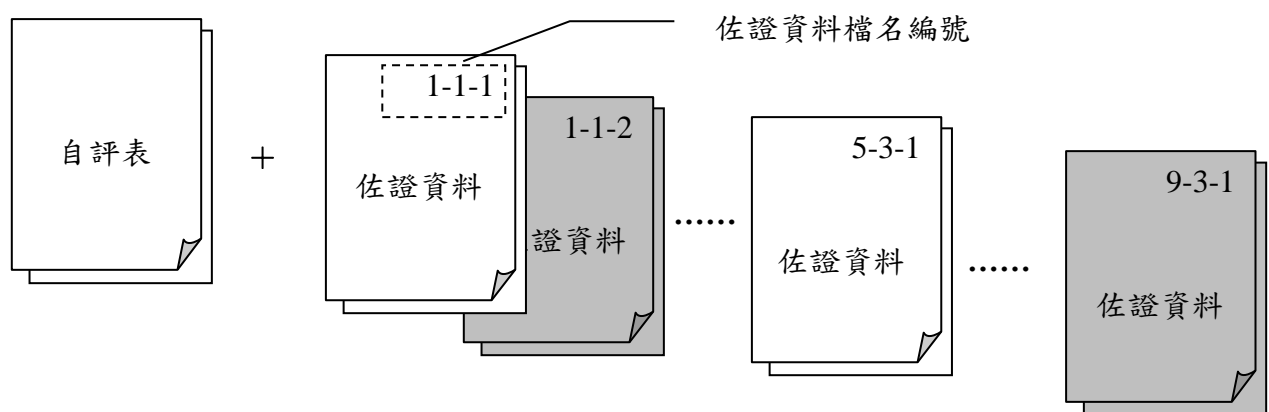 佐證資料檔名編號
自評表
+
1-1-1
佐證資料
1-1-2
證資料
......
5-3-1
佐證資料
......
9-3-1
佐證資料